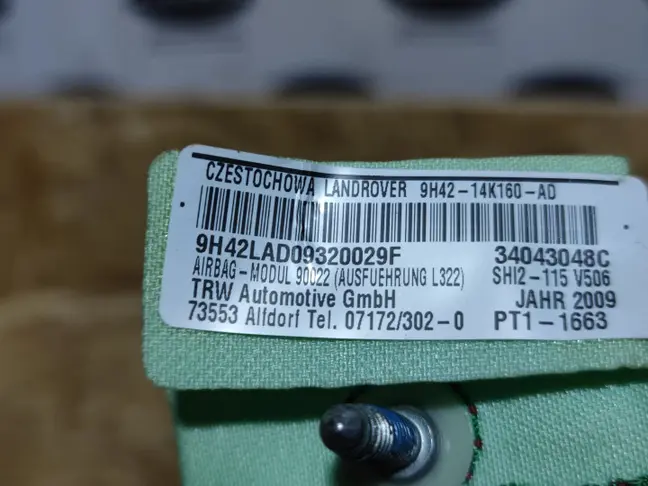 CZESTOCHOWA LANDROVER 9H42-14K160-AD
9H42LAD09320029F 34043048C
AIRBAG - MODUL 90022 (AUSFUEHRUNG L322) SHI2-115 V506
TRW Automotive GmbH JAHR 2009
73553 Alfdorf Tel. 07172/302-0 PT1-1663